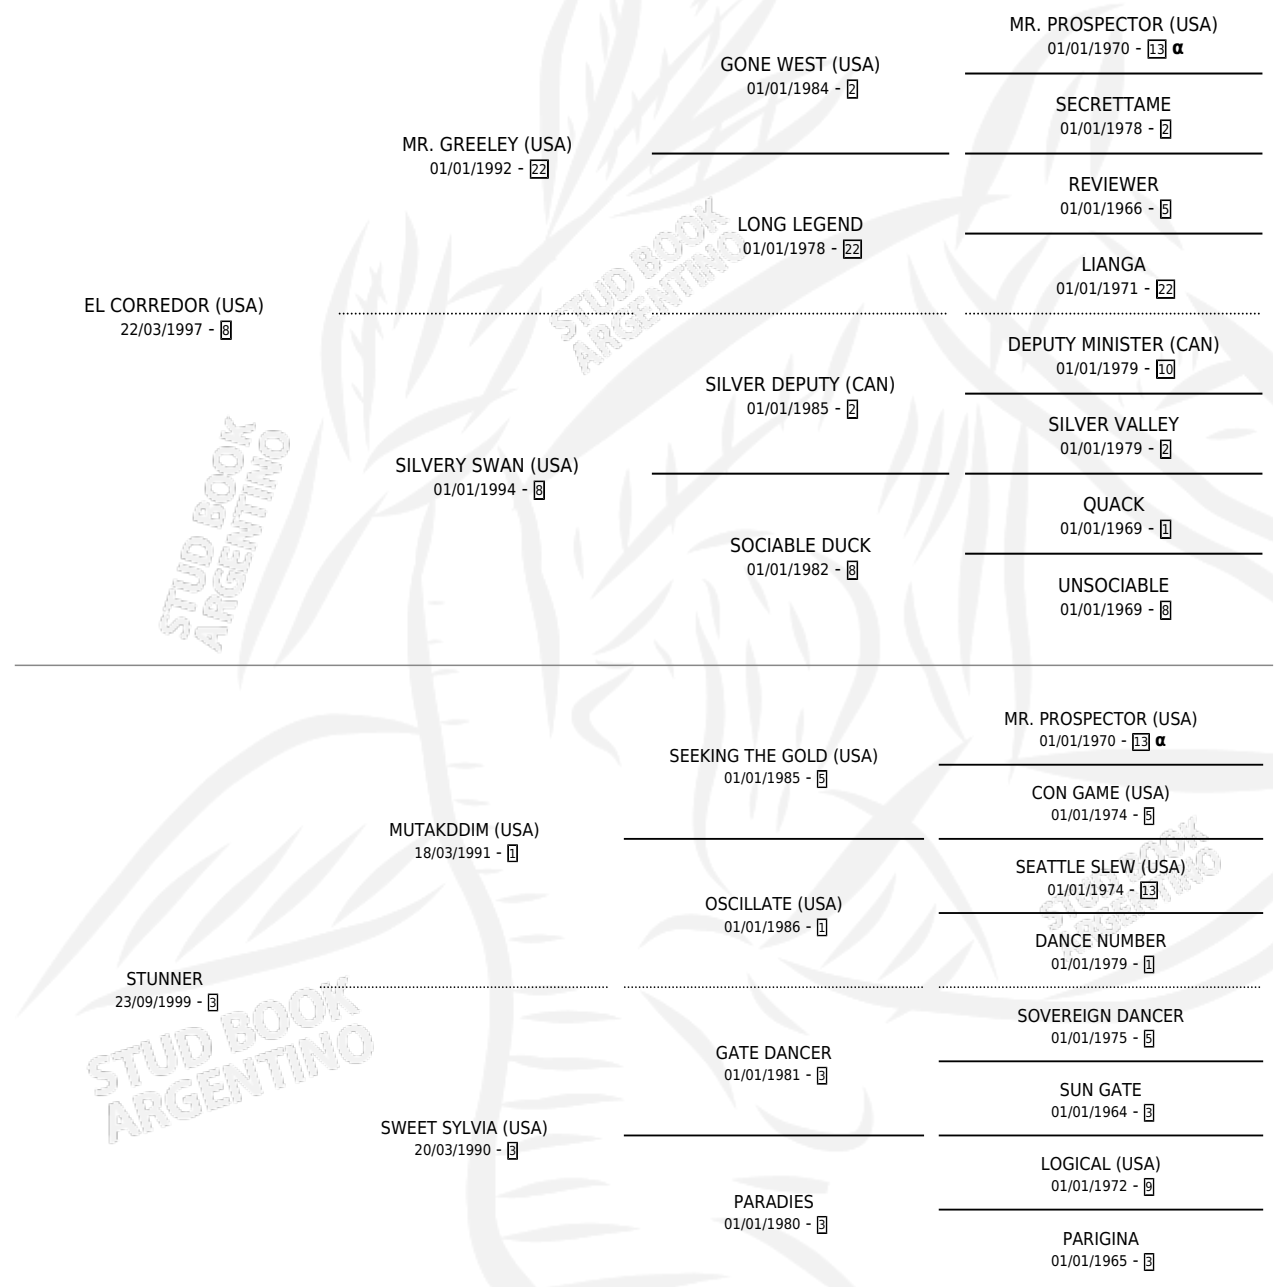 MR. PROSPECTOR (USA)
01/01/1970 - 13 α
GONE WEST (USA)
01/01/1984 - 2
SECRETTAME
01/01/1978 - 2
MR. GREELEY (USA)
01/01/1992 - 22
REVIEWER
01/01/1966 - 5
LONG LEGEND
01/01/1978 - 22
LIANGA
01/01/1971 - 22
EL CORREDOR (USA)
22/03/1997 - 8
DEPUTY MINISTER (CAN)
01/01/1979 - 10
SILVER DEPUTY (CAN)
01/01/1985 - 2
SILVER VALLEY
01/01/1979 - 2
SILVERY SWAN (USA)
01/01/1994 - 8
QUACK
01/01/1969 - 1
SOCIABLE DUCK
01/01/1982 - 8
UNSOCIABLE
01/01/1969 - 8
MR. PROSPECTOR (USA)
01/01/1970 - 13 α
SEEKING THE GOLD (USA)
01/01/1985 - 5
CON GAME (USA)
01/01/1974 - 5
MUTAKDDIM (USA)
18/03/1991 - 1
SEATTLE SLEW (USA)
01/01/1974 - 13
OSCILLATE (USA)
01/01/1986 - 1
DANCE NUMBER
01/01/1979 - 1
STUNNER
23/09/1999 - 3
SOVEREIGN DANCER
01/01/1975 - 5
GATE DANCER
01/01/1981 - 3
SUN GATE
01/01/1964 - 3
SWEET SYLVIA (USA)
20/03/1990 - 3
LOGICAL (USA)
01/01/1972 - 9
PARADIES
01/01/1980 - 3
PARIGINA
01/01/1965 - 3
STUD BOOK
ARGENTINO
STUD BOOK
ARGENTINO
STUD BOOK
ARGENTINO
STUD BOOK
ARGENTINO